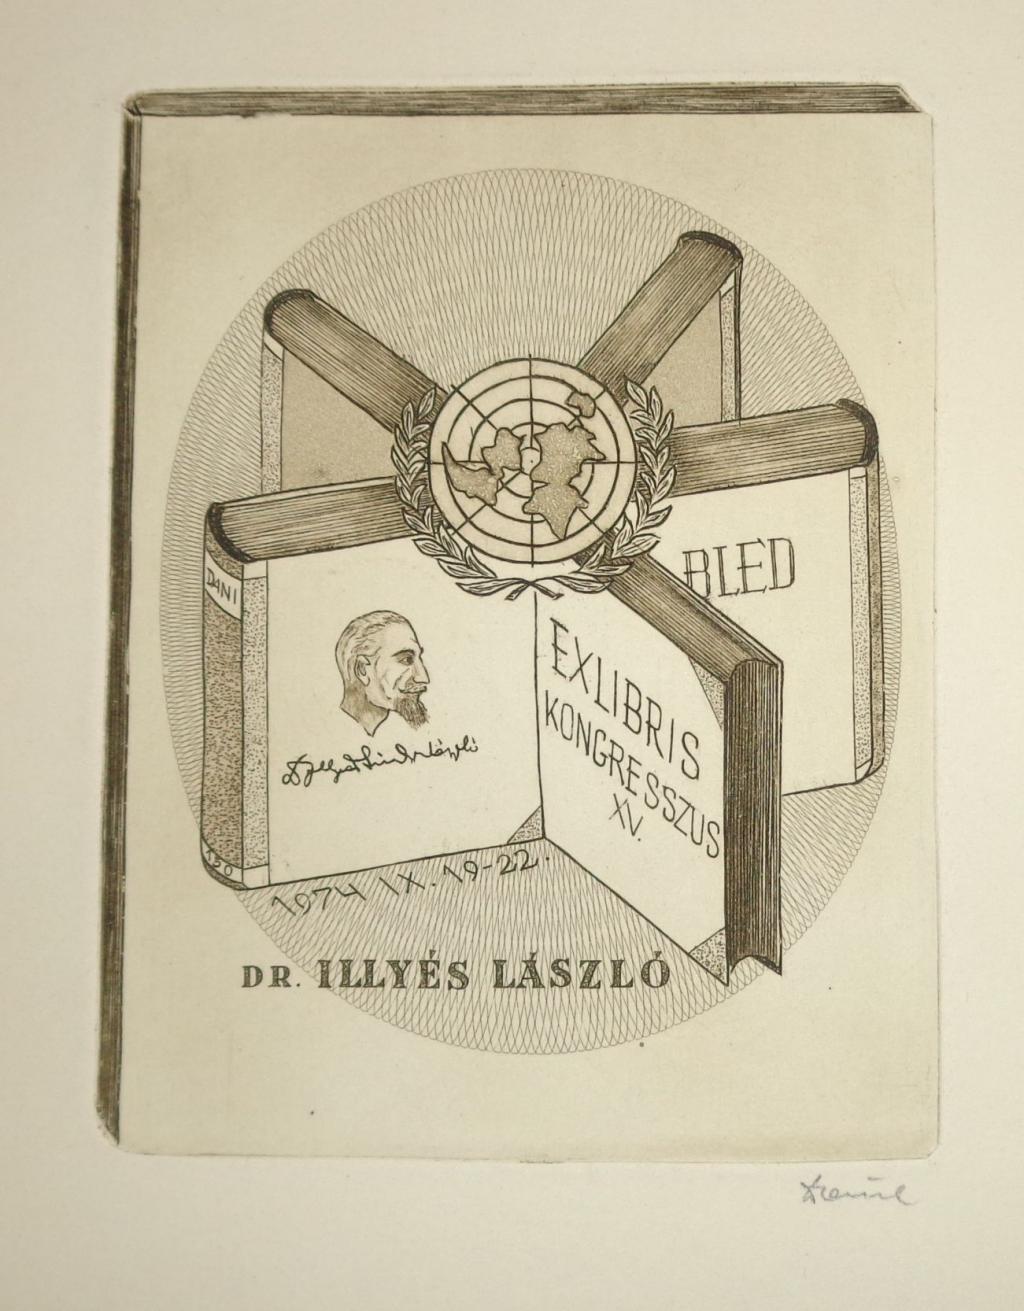 BLED
DANI
EXLIBRIS
KONGRESSZUS
XV.
1974 IX. 19-22.
DR. ILLYÉS LÁSZLÓ